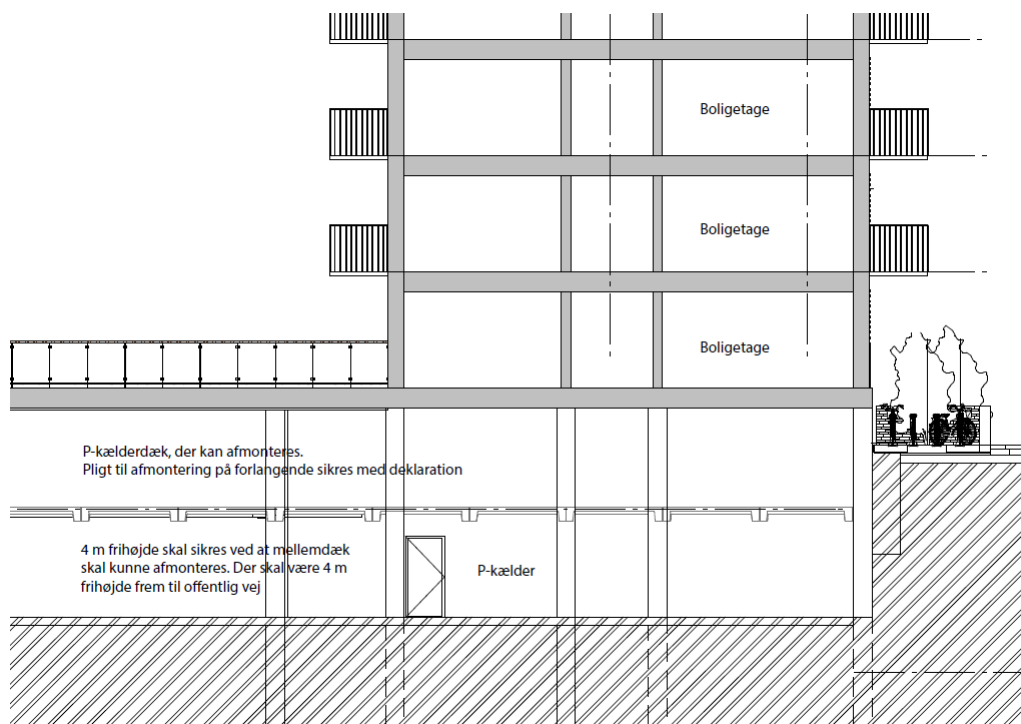 Boligetage
Boligetage
Boligetage
P-kælderdæk, der kan afmonteres.
Pligt til afmontering på forlangende sikres med deklaration
4 m frihøjde skal sikres ved at mellemdæk
skal kunne afmonteres. Der skal være 4 m
frihøjde frem til offentlig vej
P-kælder